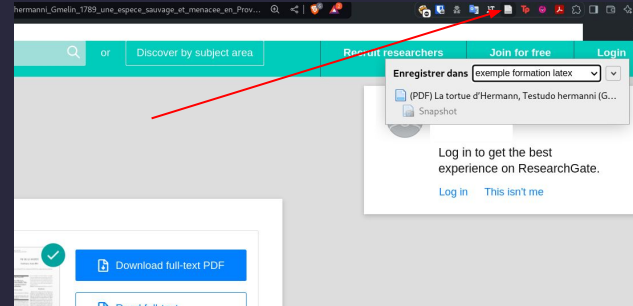 hermanni_Gmelin_1789_une_espece_sauvage_et_menacee_en_Prov...
or
Discover by subject area
Recruit researchers
Join for free
Login
Enregistrer dans
exemple formation latex
(PDF) La tortue d'Hermann, Testudo hermanni (G...
Snapshot
Log in to get the best
experience on ResearchGate.
Log in
This isn't me
Download full-text PDF